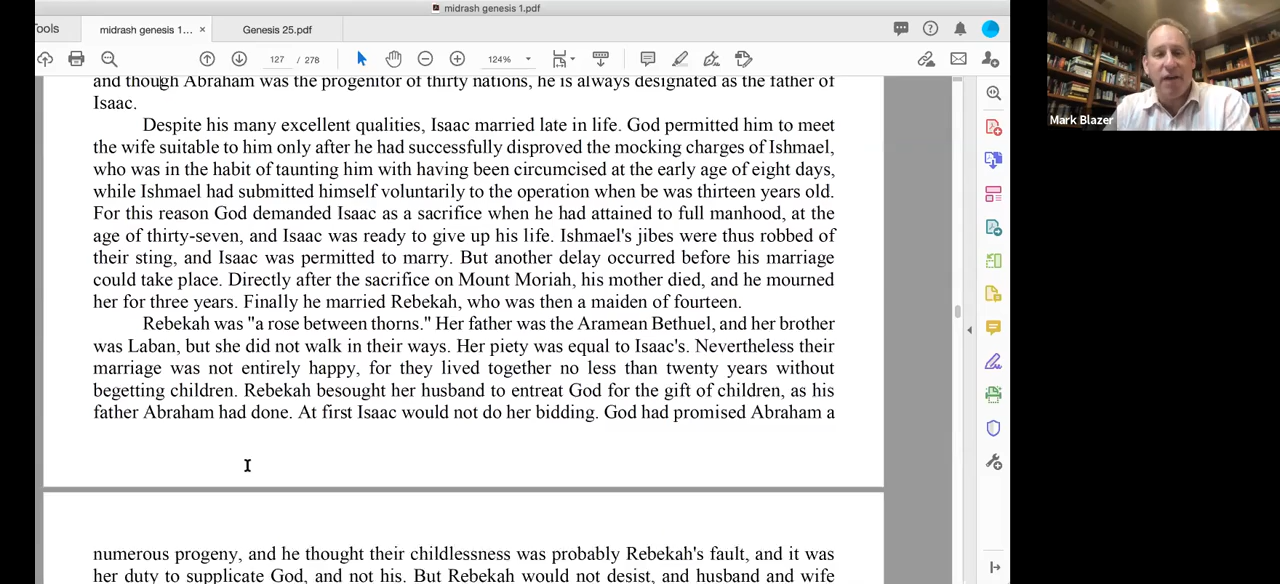 midrash genesis 1.pdf
ools
midrash genesis 1... ×
Genesis 25.pdf
127 / 278
124%
and though Abraham was the progenitor of thirty nations, he is always designated as the father of
Isaac.
Despite his many excellent qualities, Isaac married late in life. God permitted him to meet
the wife suitable to him only after he had successfully disproved the mocking charges of Ishmael,
who was in the habit of taunting him with having been circumcised at the early age of eight days,
while Ishmael had submitted himself voluntarily to the operation when be was thirteen years old.
For this reason God demanded Isaac as a sacrifice when he had attained to full manhood, at the
age of thirty-seven, and Isaac was ready to give up his life. Ishmael's jibes were thus robbed of
their sting, and Isaac was permitted to marry. But another delay occurred before his marriage
could take place. Directly after the sacrifice on Mount Moriah, his mother died, and he mourned
her for three years. Finally he married Rebekah, who was then a maiden of fourteen.
Rebekah was "a rose between thorns." Her father was the Aramean Bethuel, and her brother
was Laban, but she did not walk in their ways. Her piety was equal to Isaac's. Nevertheless their
marriage was not entirely happy, for they lived together no less than twenty years without
begetting children. Rebekah besought her husband to entreat God for the gift of children, as his
father Abraham had done. At first Isaac would not do her bidding. God had promised Abraham a
numerous progeny, and he thought their childlessness was probably Rebekah's fault, and it was
her duty to supplicate God, and not his. But Rebekah would not desist, and husband and wife
Mark Blazer